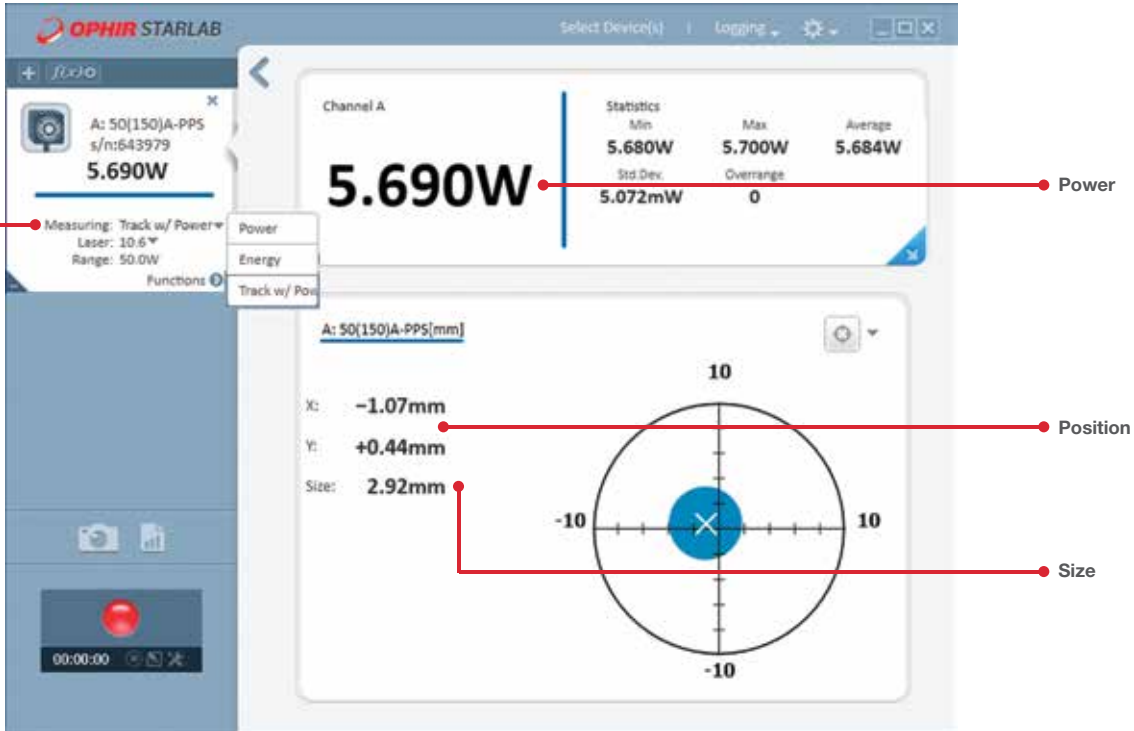 OPHIR STARLAB
Select Device(s) | Logging
f(x)
A: 50(150)A-PPS
s/n:643979
5.690W
Measuring: Track w/ Power
Laser: 10.6
Range: 50.0W
Functions
Power
Energy
Track w/ Pow
Channel A
5.690W
Statistics
Min Max Average
5.680W 5.700W 5.684W
Std.Dev. Overrange
5.072mW 0
Power
A: 50(150)A-PPS[mm]
X: −1.07mm
Y: +0.44mm
Size: 2.92mm
10
-10 10
-10
Position
Size
00:00:00